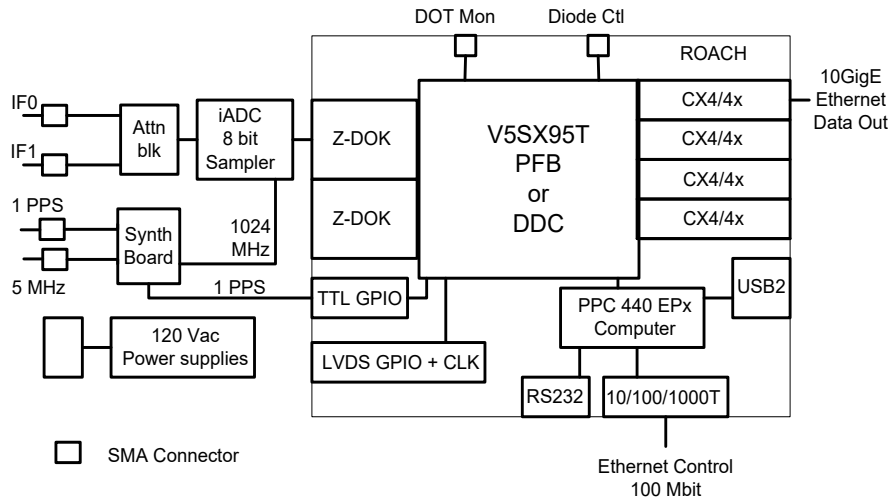 DOT Mon
Diode Ctl
ROACH
10GigE
Ethernet
Data Out
IF0
IF1
Attn
blk
iADC
8 bit
Sampler
Z-DOK
Z-DOK
V5SX95T
PFB
or
DDC
CX4/4x
CX4/4x
CX4/4x
CX4/4x
1 PPS
5 MHz
Synth
Board
1024
MHz
1 PPS
TTL GPIO
LVDS GPIO + CLK
PPC 440 EPx
Computer
USB2
RS232
10/100/1000T
120 Vac
Power supplies
SMA Connector
Ethernet Control
100 Mbit